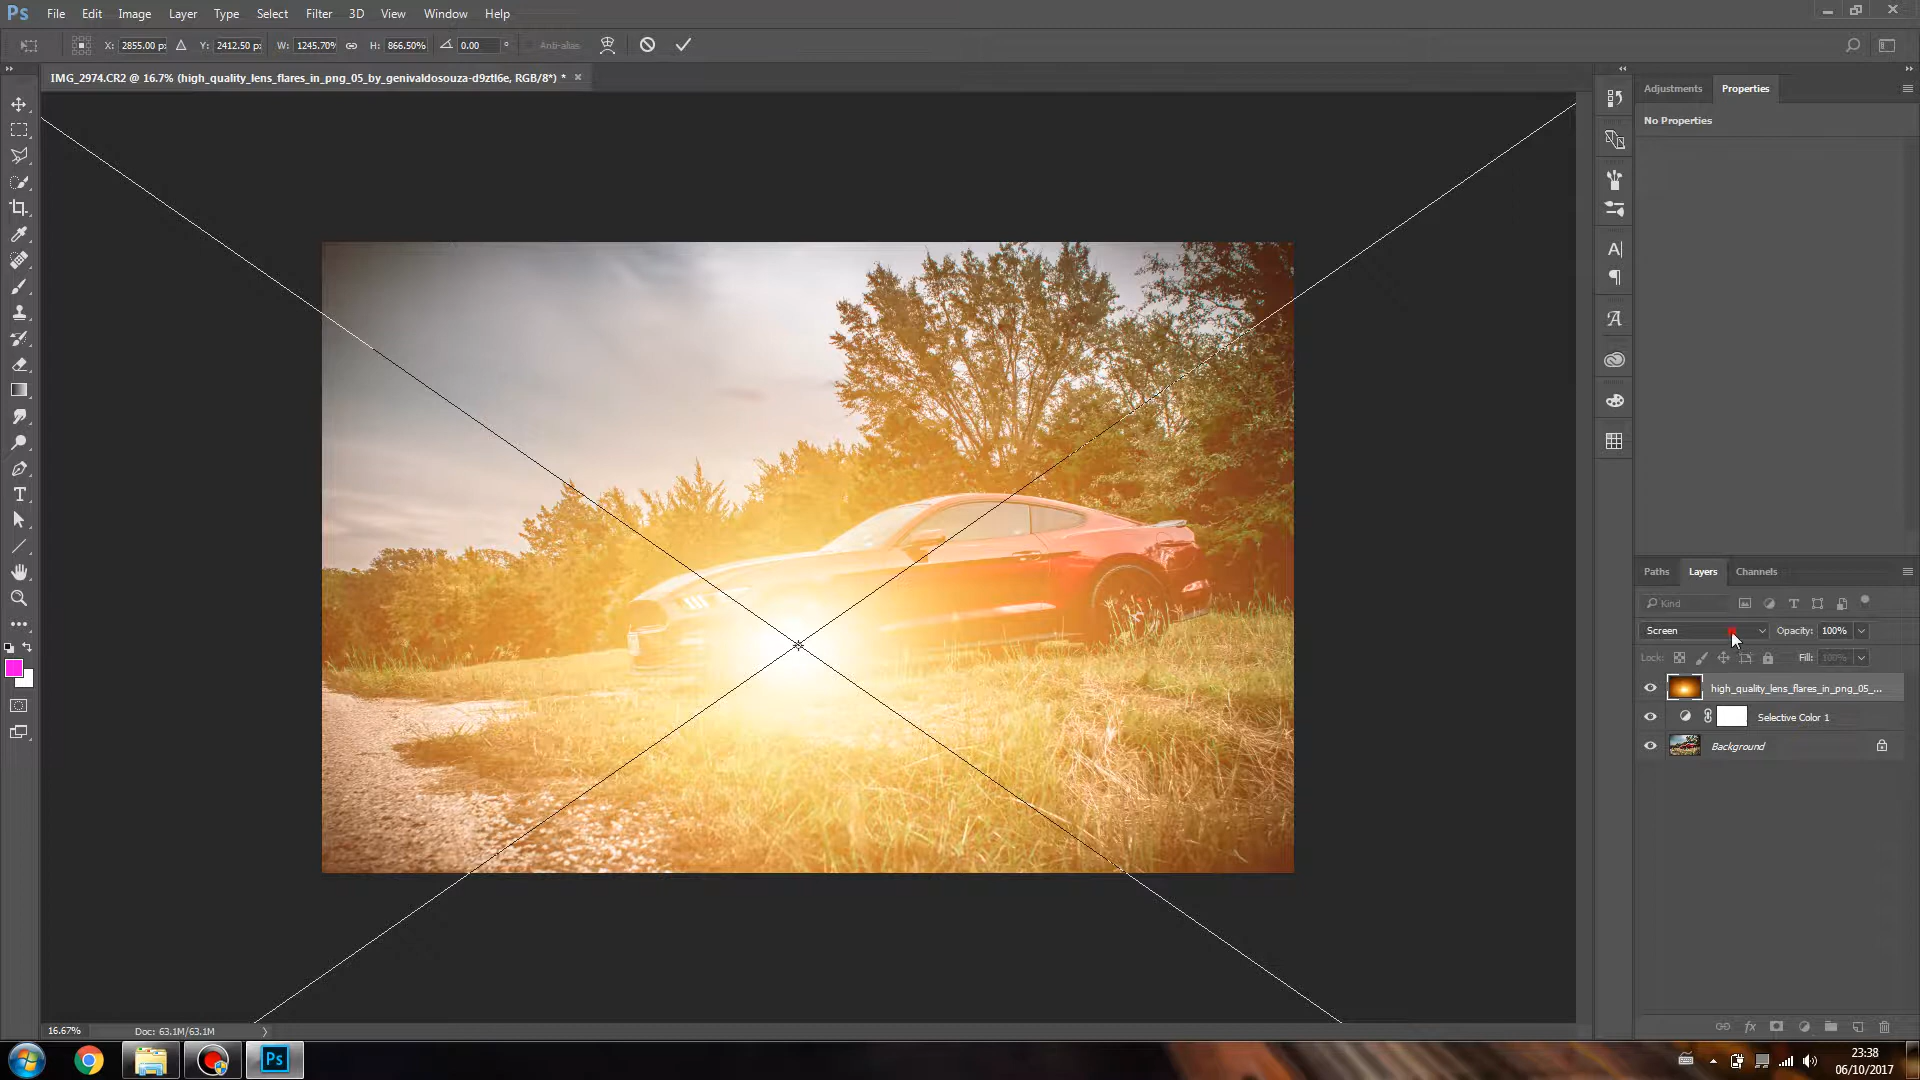 Ps File Edit Image Layer Type Select Filter 3D View Window Help
X: 2855.00 px Y: 2412.50 px W: 1245.70% H: 866.50% 0.00 ° Anti-alias
IMG_2974.CR2 @ 16.7% (high_quality_lens_flares_in_png_05_by_genivaldosouza-d9ztl6e, RGB/8*) * ×
Adjustments Properties
No Properties
Paths Layers Channels
Kind
Screen Opacity: 100%
Lock: Fill: 100%
high_quality_lens_flares_in_png_05_...
Selective Color 1
Background
16.67% Doc: 63.1M/63.1M
Ps
23:38
06/10/2017